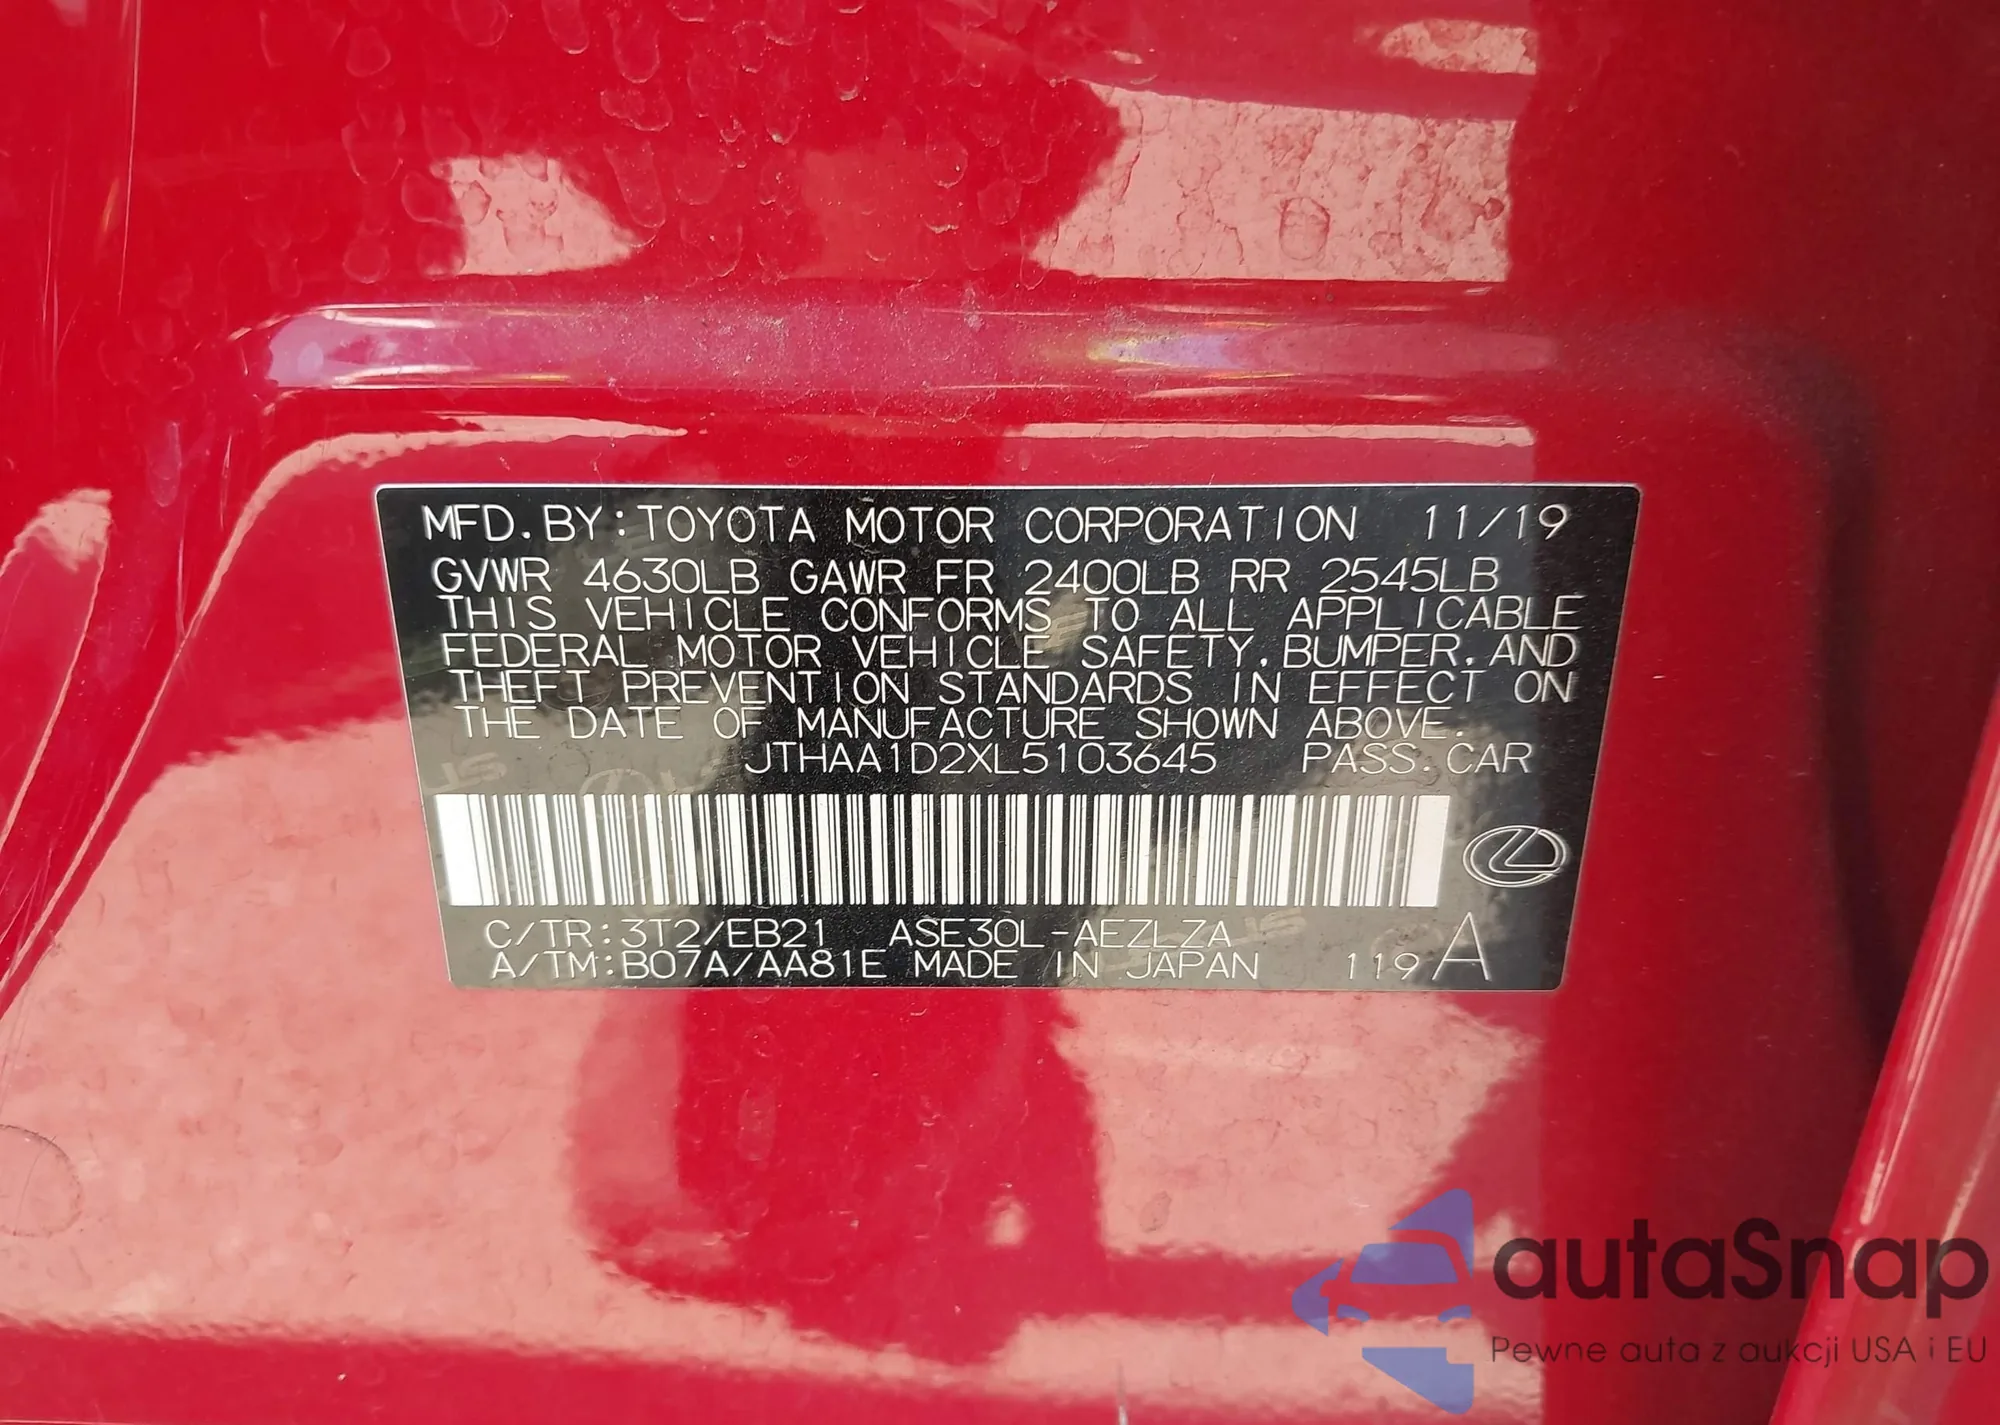 MFD.BY:TOYOTA MOTOR CORPORATION 11/19
GVWR 4630LB GAWR FR 2400LB RR 2545LB
THIS VEHICLE CONFORMS TO ALL APPLICABLE
FEDERAL MOTOR VEHICLE SAFETY,BUMPER,AND
THEFT PREVENTION STANDARDS IN EFFECT ON
THE DATE OF MANUFACTURE SHOWN ABOVE.
JTHAA1D2XL5103645 PASS.CAR
C/TR:3T2/EB21 ASE30L-AEZLZA
A/TM:B07A/AA81E MADE IN JAPAN 119 A
autaSnap
Pewne auta z aukcji USA i EU